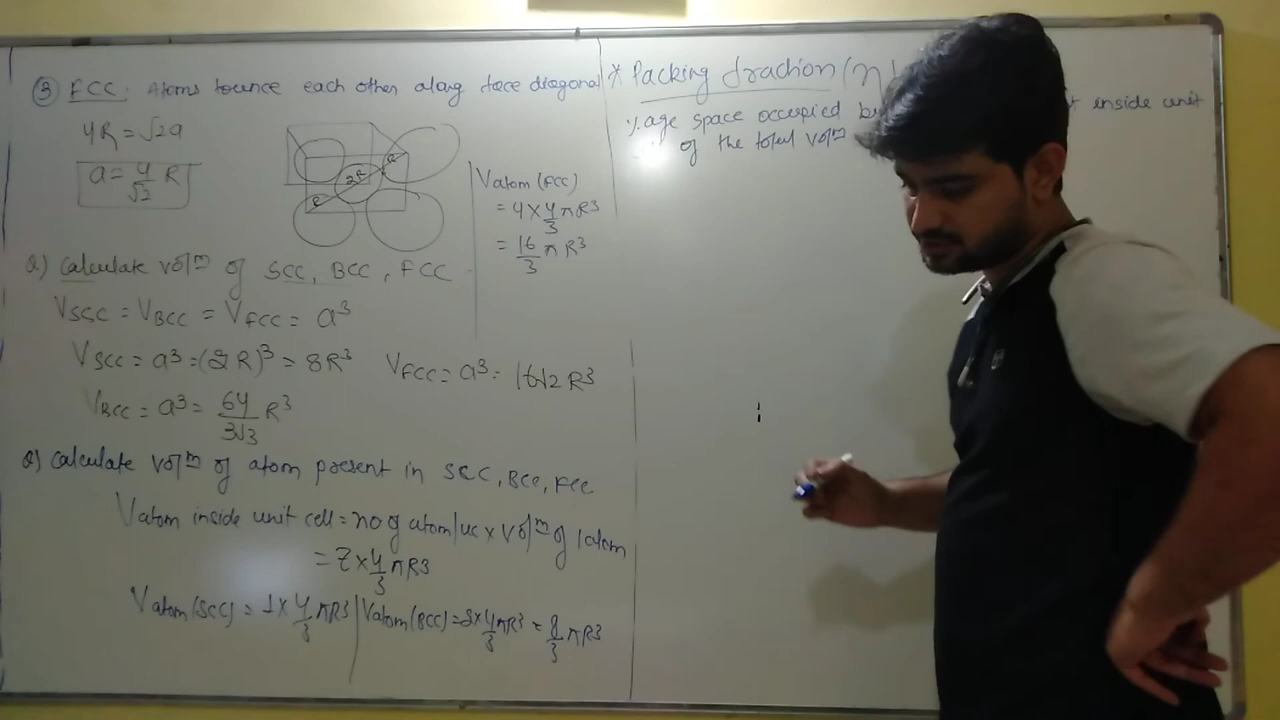 ③ FCC: Atoms tounce each other along face diagonal
4R = √2a
a = 4/√2 R
R
2R
R
Vatom (FCC)
= 4 × 4/3 πR³
= 16/3 πR³
Q) Calculate volᵐ of SCC, BCC, FCC
VSCC = VBCC = VFCC = a³
VSCC = a³ = (2R)³ = 8R³
VFCC = a³ = 16√2 R³
VBCC = a³ = 64/3√3 R³
Q) Calculate volᵐ of atom present in SCC, BCC, FCC
Vatom inside unit cell = no of atom/uc × volᵐ of 1 atom
= Z × 4/3 πR³
Vatom (SCC) = 1 × 4/3 πR³
Vatom (BCC) = 2 × 4/3 πR³ = 8/3 πR³
* Packing fraction (η)
%age space occupied inside unit
of the total volᵐ